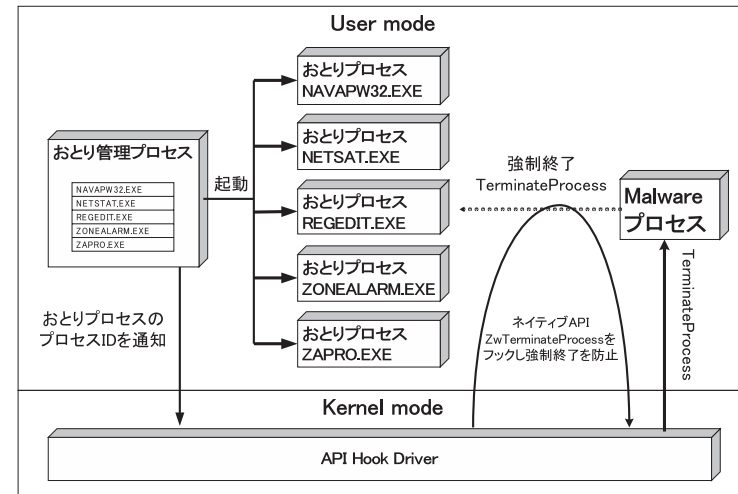 User mode
おとりプロセス
NAVAPW32.EXE
おとりプロセス
NETSAT.EXE
おとりプロセス
REGEDIT.EXE
おとりプロセス
ZONEALARM.EXE
おとりプロセス
ZAPRO.EXE
おとり管理プロセス
NAVAPW32.EXE
NETSTAT.EXE
REGEDIT.EXE
ZONEALARM.EXE
ZAPRO.EXE
起動
強制終了
TerminateProcess
Malware
プロセス
おとりプロセスの
プロセスIDを通知
ネイティブAPI
ZwTerminateProcessを
フックし強制終了を防止
TerminateProcess
Kernel mode
API Hook Driver